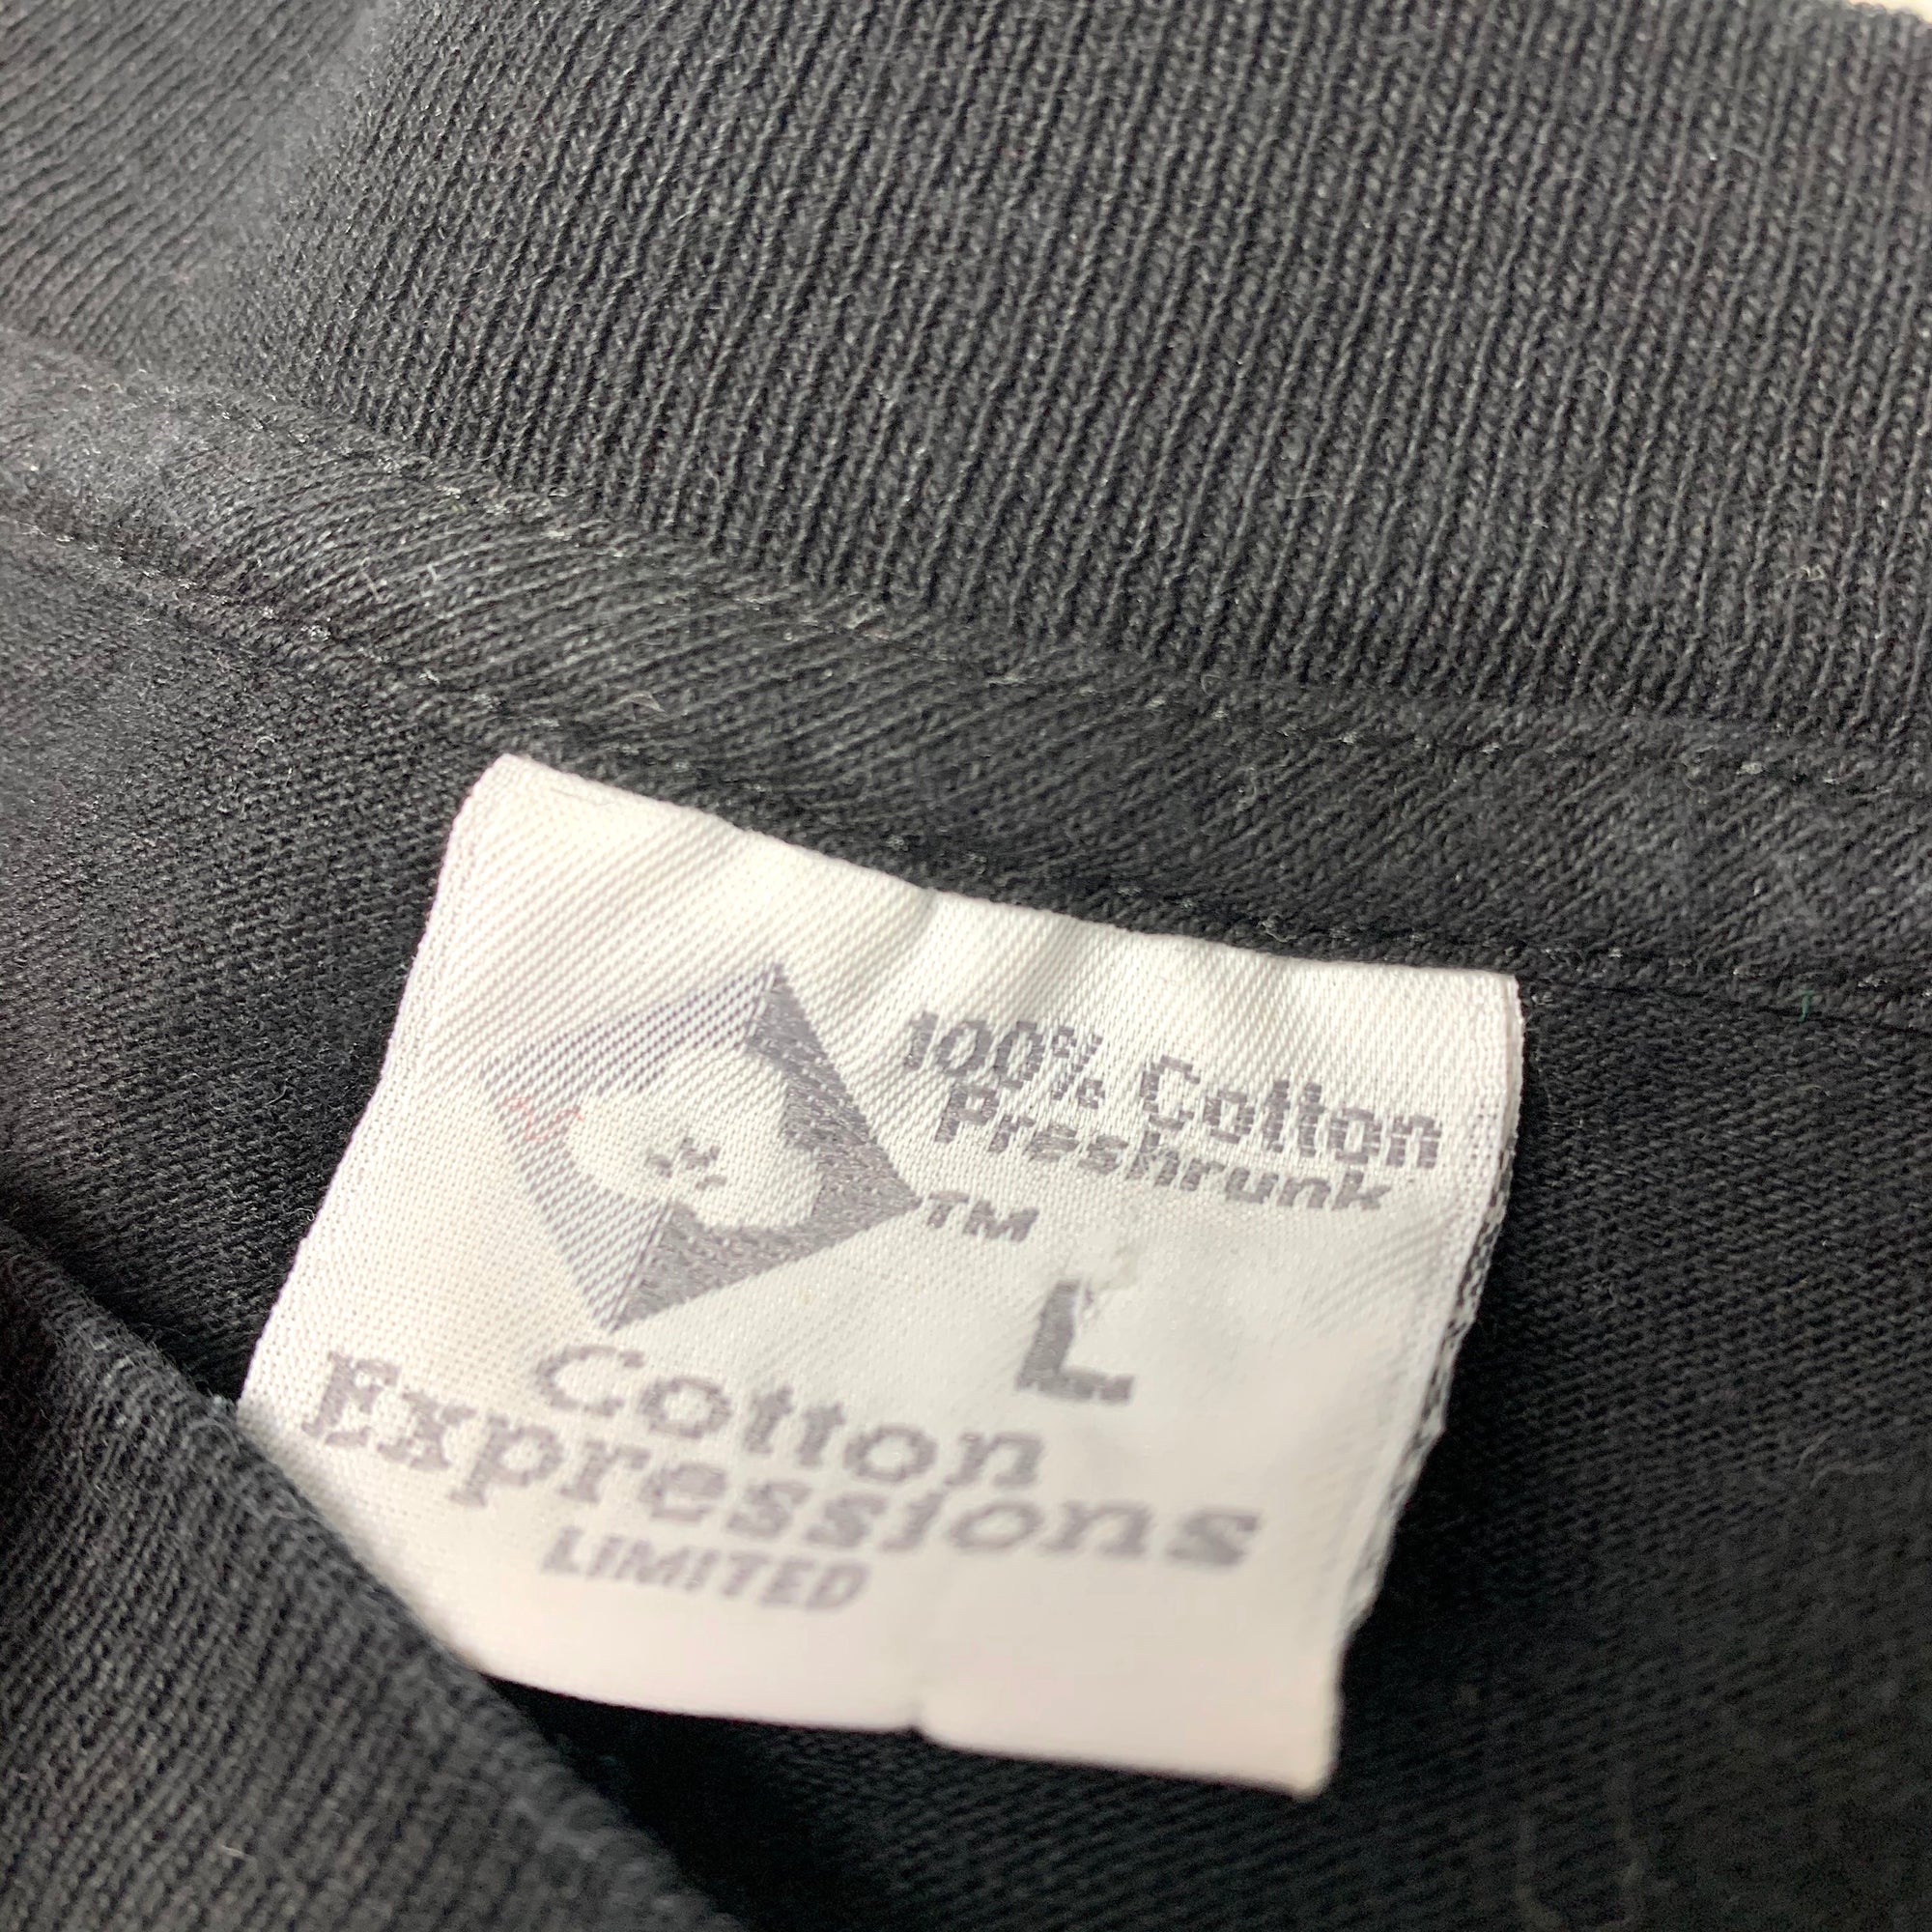 100% Cotton
Preshrunk
TM
L
Cotton
Expressions
LIMITED